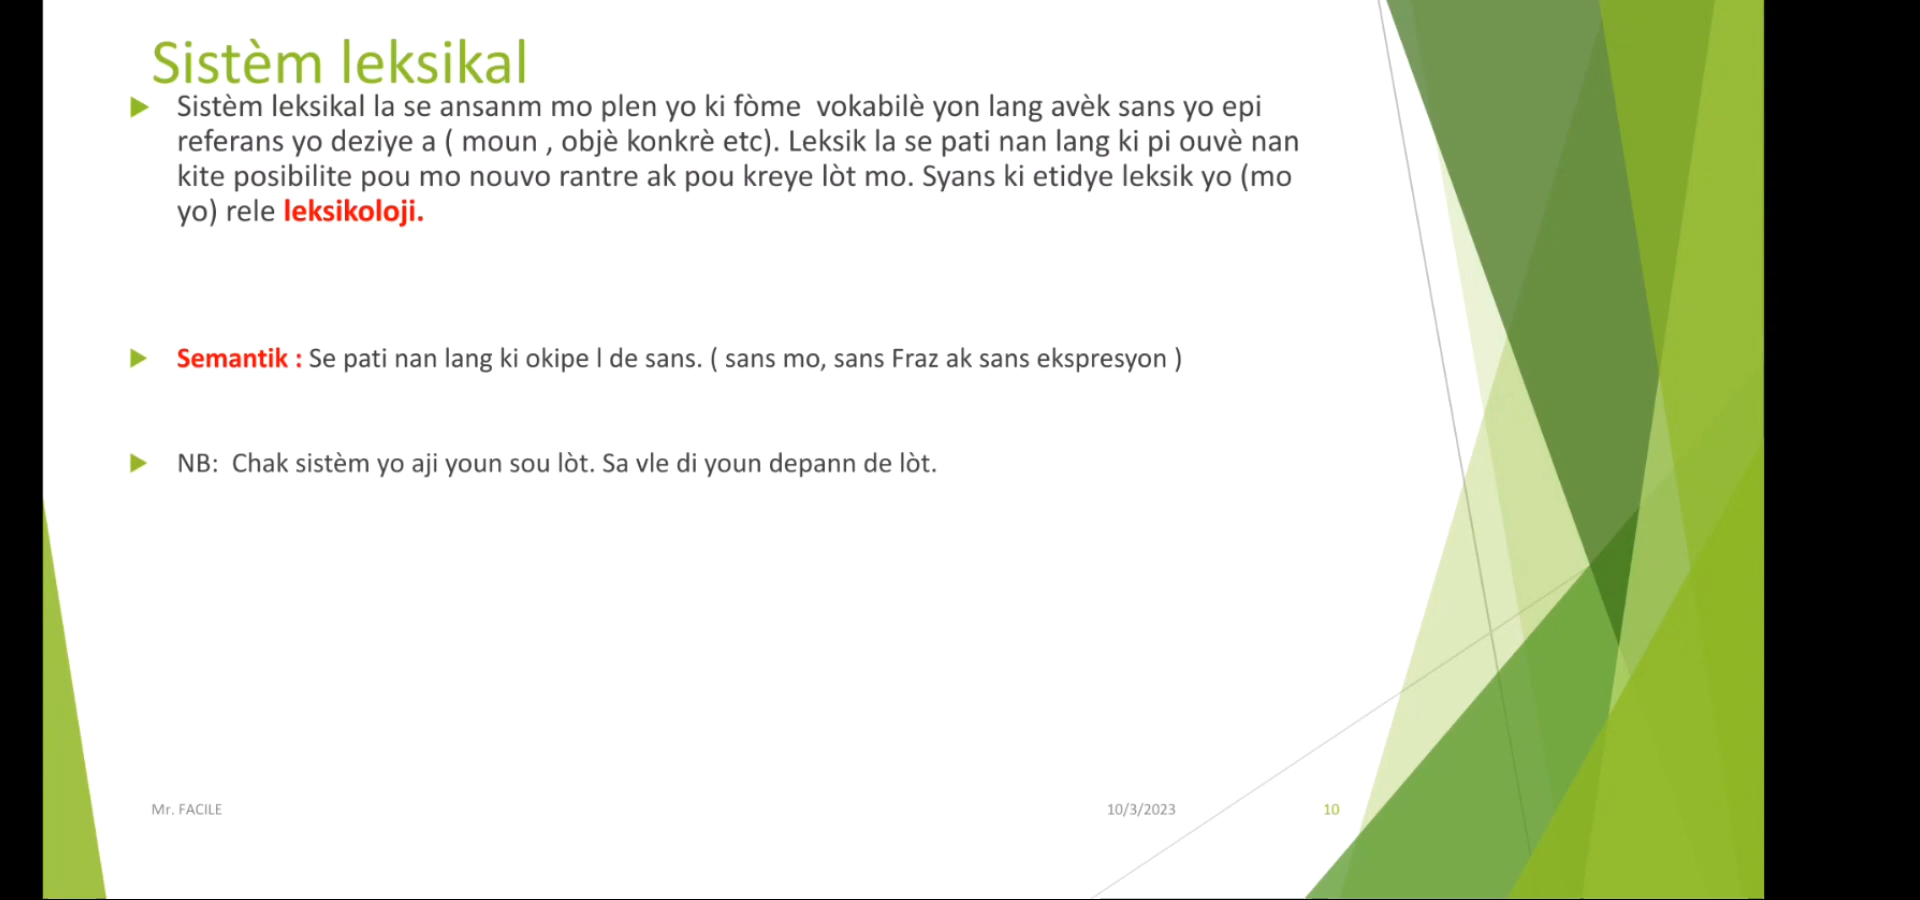 Sistèm leksikal
Sistèm leksikal la se ansanm mo plen yo ki fòme  vokabilè yon lang avèk sans yo epi
referans yo deziye a ( moun , objè konkrè etc). Leksik la se pati nan lang ki pi ouvè nan
kite posibilite pou mo nouvo rantre ak pou kreye lòt mo. Syans ki etidye leksik yo (mo
yo) rele leksikoloji.
Semantik : Se pati nan lang ki okipe l de sans. ( sans mo, sans Fraz ak sans ekspresyon )
NB:  Chak sistèm yo aji youn sou lòt. Sa vle di youn depann de lòt.
Mr. FACILE
10/3/2023
10